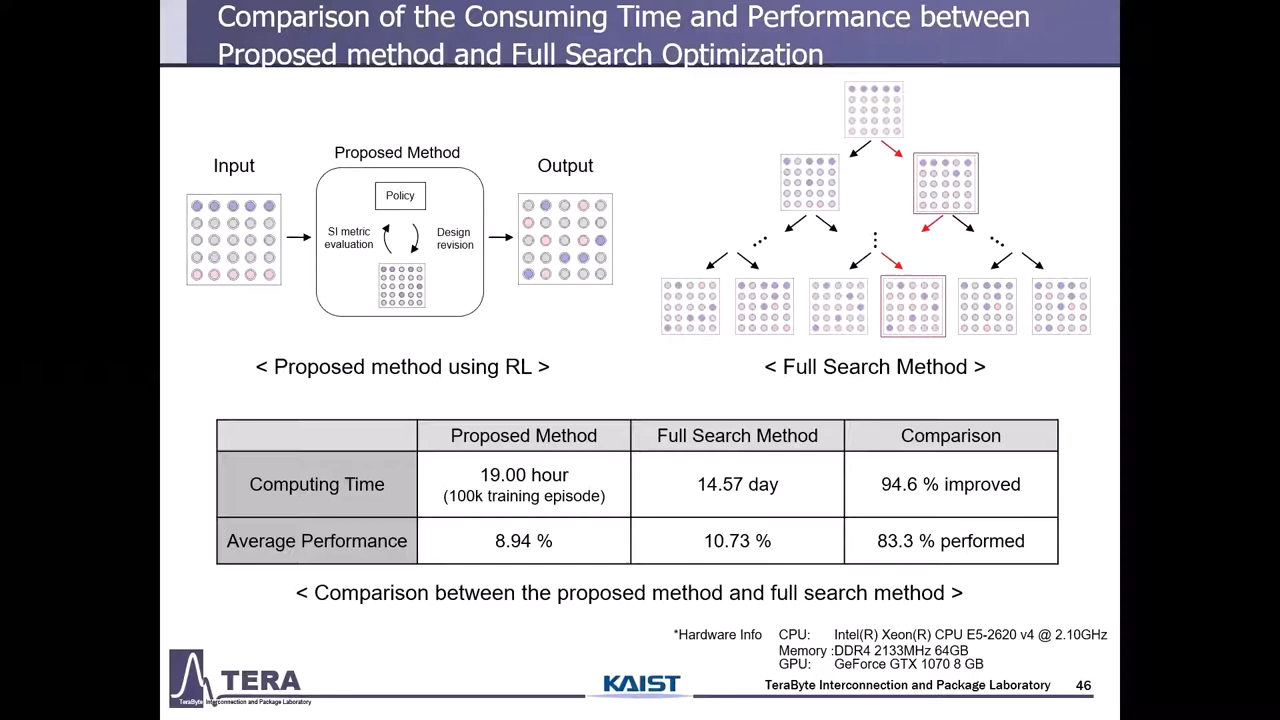 Comparison of the Consuming Time and Performance between
Proposed method and Full Search Optimization
Input
Proposed Method
Output
Policy
SI metric
evaluation
Design
revision
< Proposed method using RL >
< Full Search Method >
Proposed Method Full Search Method Comparison
Computing Time 19.00 hour (100k training episode) 14.57 day 94.6 % improved
Average Performance 8.94 % 10.73 % 83.3 % performed
< Comparison between the proposed method and full search method >
*Hardware Info CPU: Intel(R) Xeon(R) CPU E5-2620 v4 @ 2.10GHz
Memory :DDR4 2133MHz 64GB
GPU: GeForce GTX 1070 8 GB
TERA
TeraByte Interconnection and Package Laboratory
KAIST
TeraByte Interconnection and Package Laboratory 46